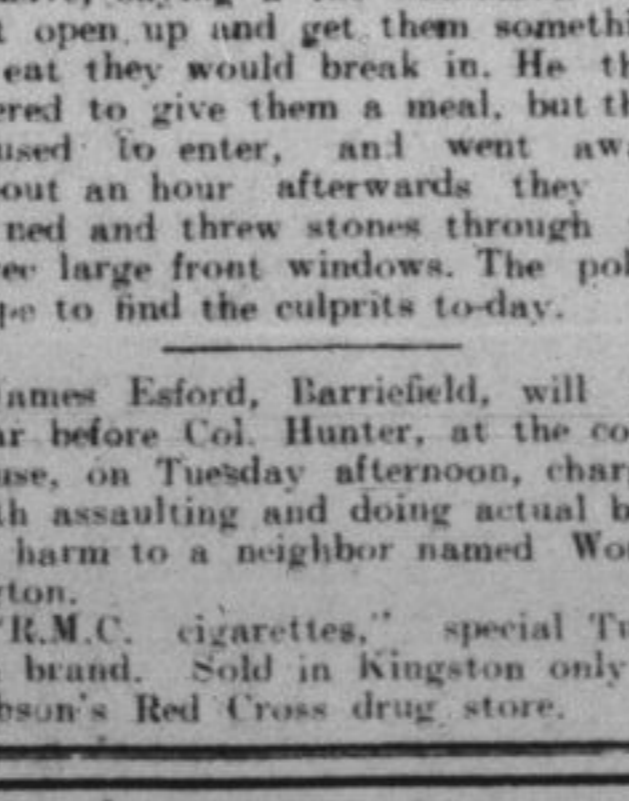 open up and get them somethi
eat they would break in. He th
ered to give them a meal, but th
used to enter, and went awa
out an hour afterwards they
ned and threw stones through
ee large front windows. The pol
pe to find the culprits to-day.
ames Esford, Barriefield, will
ar before Col. Hunter, at the co
use, on Tuesday afternoon, char
th assaulting and doing actual b
harm to a neighbor named Wo
rton.
"R.M.C. cigarettes," special Tu
brand. Sold in Kingston only
bson's Red Cross drug store.